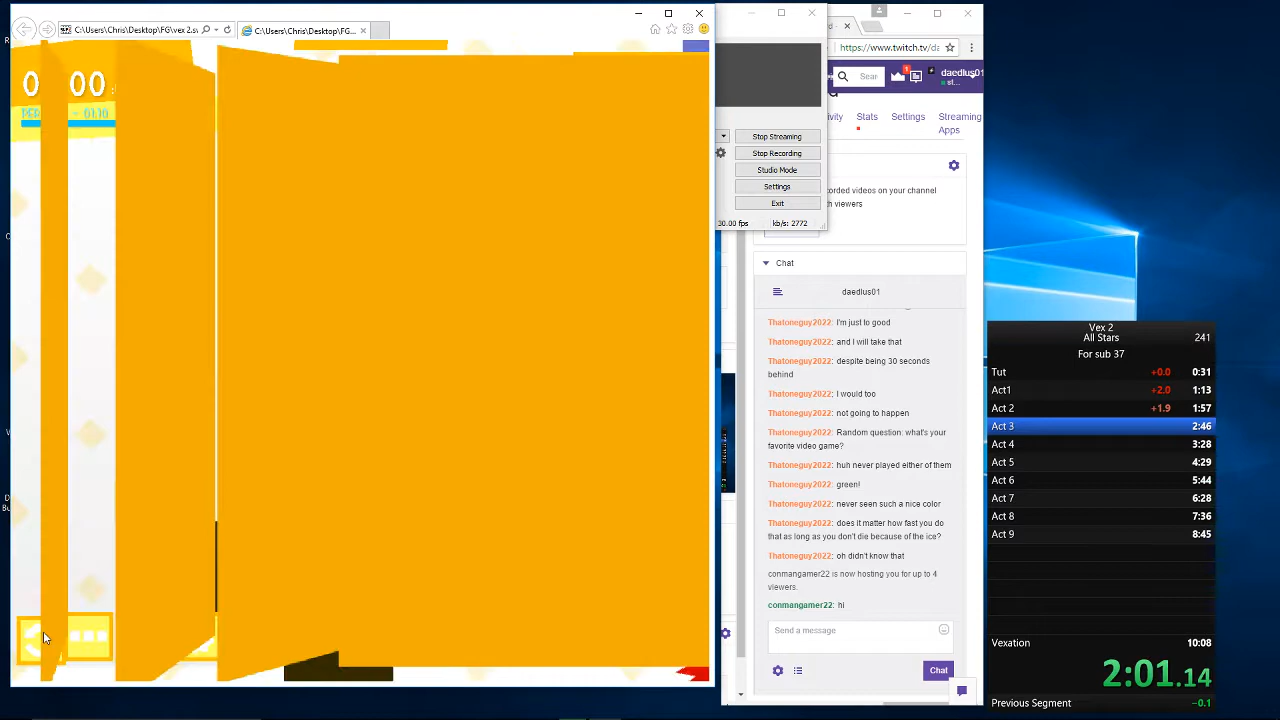 C:\Users\Chris\Desktop\FG\vex 2.sv
C:\Users\Chris\Desktop\FG...
https://www.twitch.tv/da
Sear
1
daedlus01
st...
ivity
Stats
Settings
Streaming Apps
Stop Streaming
Stop Recording
Studio Mode
Settings
Exit
30.00 fps
kb/s: 2772
orded videos on your channel
h viewers
Chat
daedlus01
Thatoneguy2022: I'm just to good
Thatoneguy2022: and I will take that
Thatoneguy2022: despite being 30 seconds
behind
Thatoneguy2022: I would too
Thatoneguy2022: not going to happen
Thatoneguy2022: Random question: what's your
favorite video game?
Thatoneguy2022: huh never played either of them
Thatoneguy2022: green!
Thatoneguy2022: never seen such a nice color
Thatoneguy2022: does it matter how fast you do
that as long as you don't die because of the ice?
Thatoneguy2022: oh didn't know that
conmangamer22 is now hosting you for up to 4
viewers.
conmangamer22: hi
Send a message
Chat
Vex 2
All Stars 241
For sub 37
Tut +0.0 0:31
Act1 +2.0 1:13
Act 2 +1.9 1:57
Act 3 2:46
Act 4 3:28
Act 5 4:29
Act 6 5:44
Act 7 6:28
Act 8 7:36
Act 9 8:45
Vexation 10:08
2:01.14
Previous Segment −0.1